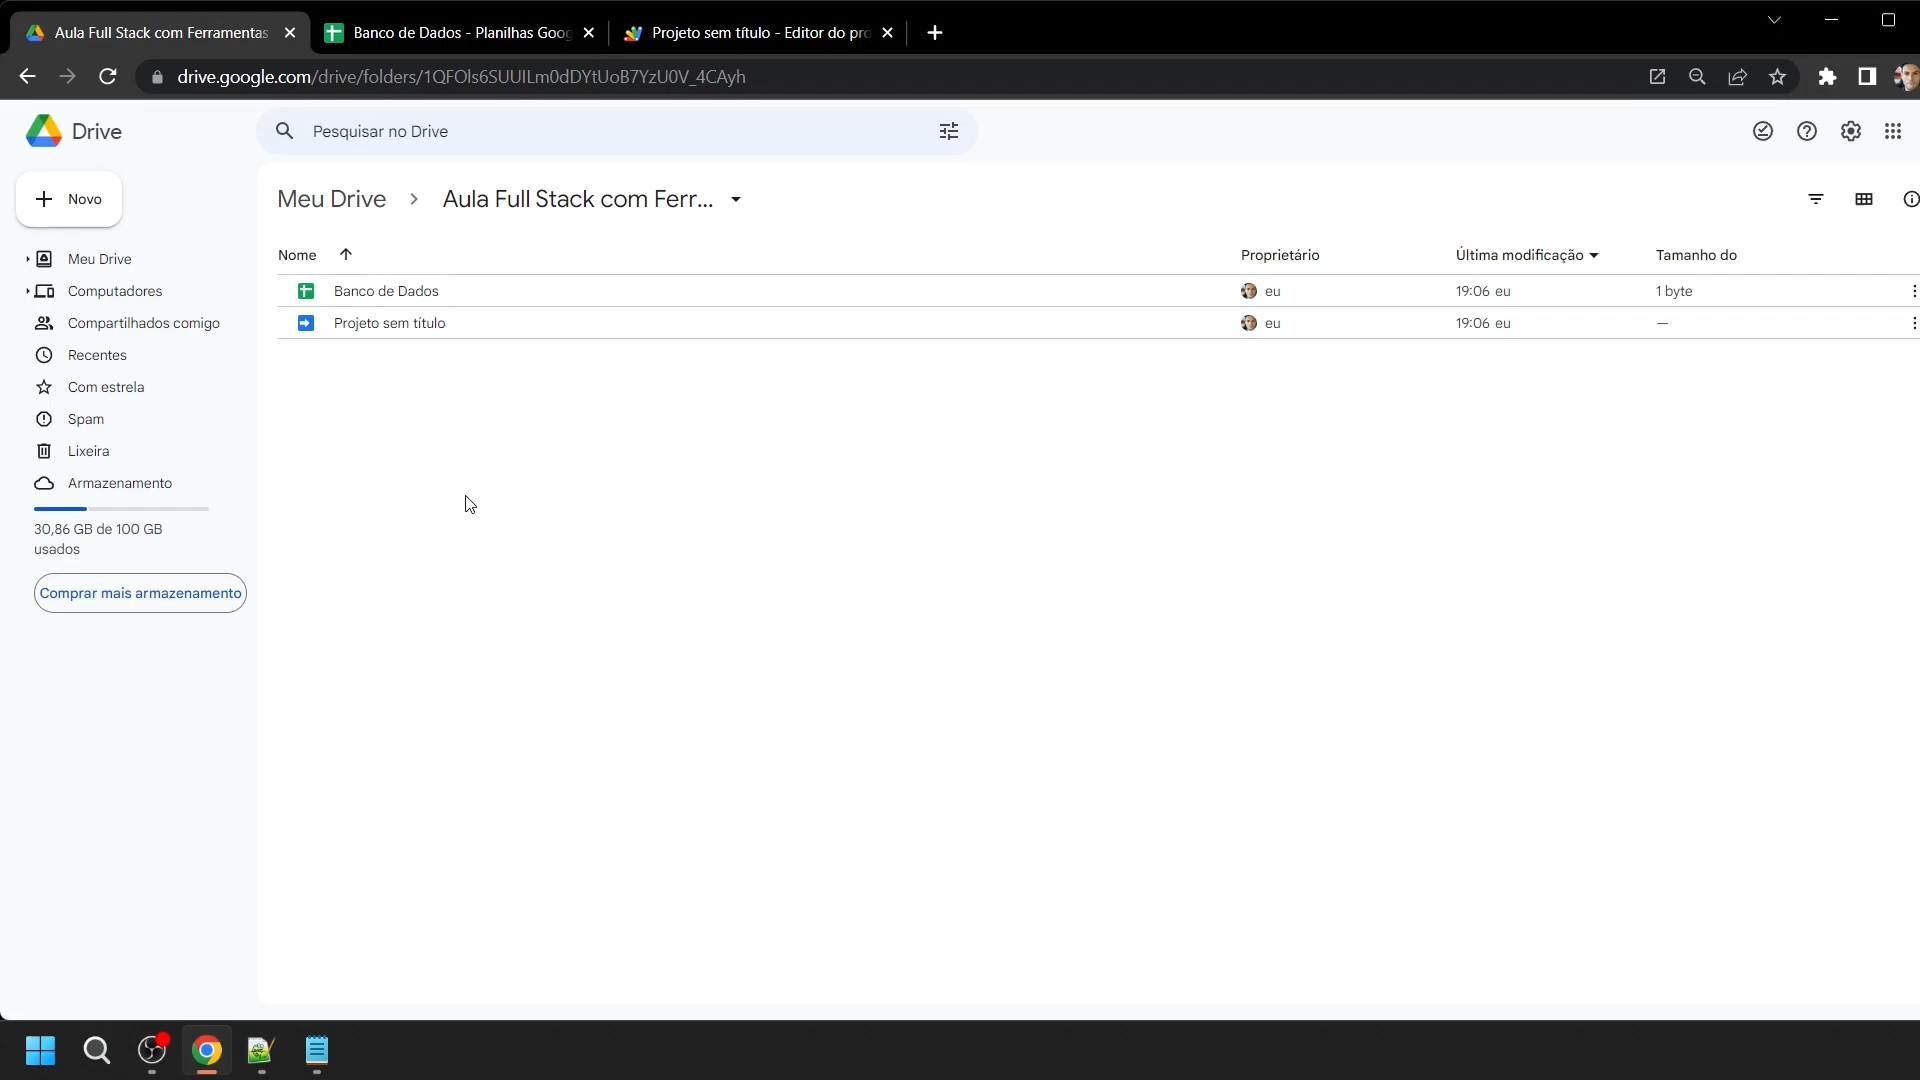 Aula Full Stack com Ferramentas
Banco de Dados - Planilhas Goog
Projeto sem título - Editor do pro
drive.google.com/drive/folders/1QFOls6SUUILm0dDYtUoB7YzU0V_4CAyh
Drive
Pesquisar no Drive
Novo
Meu Drive
Computadores
Compartilhados comigo
Recentes
Com estrela
Spam
Lixeira
Armazenamento
30,86 GB de 100 GB
usados
Comprar mais armazenamento
Meu Drive > Aula Full Stack com Ferr...
Nome Proprietário Última modificação Tamanho do
Banco de Dados eu 19:06 eu 1 byte
Projeto sem título eu 19:06 eu —